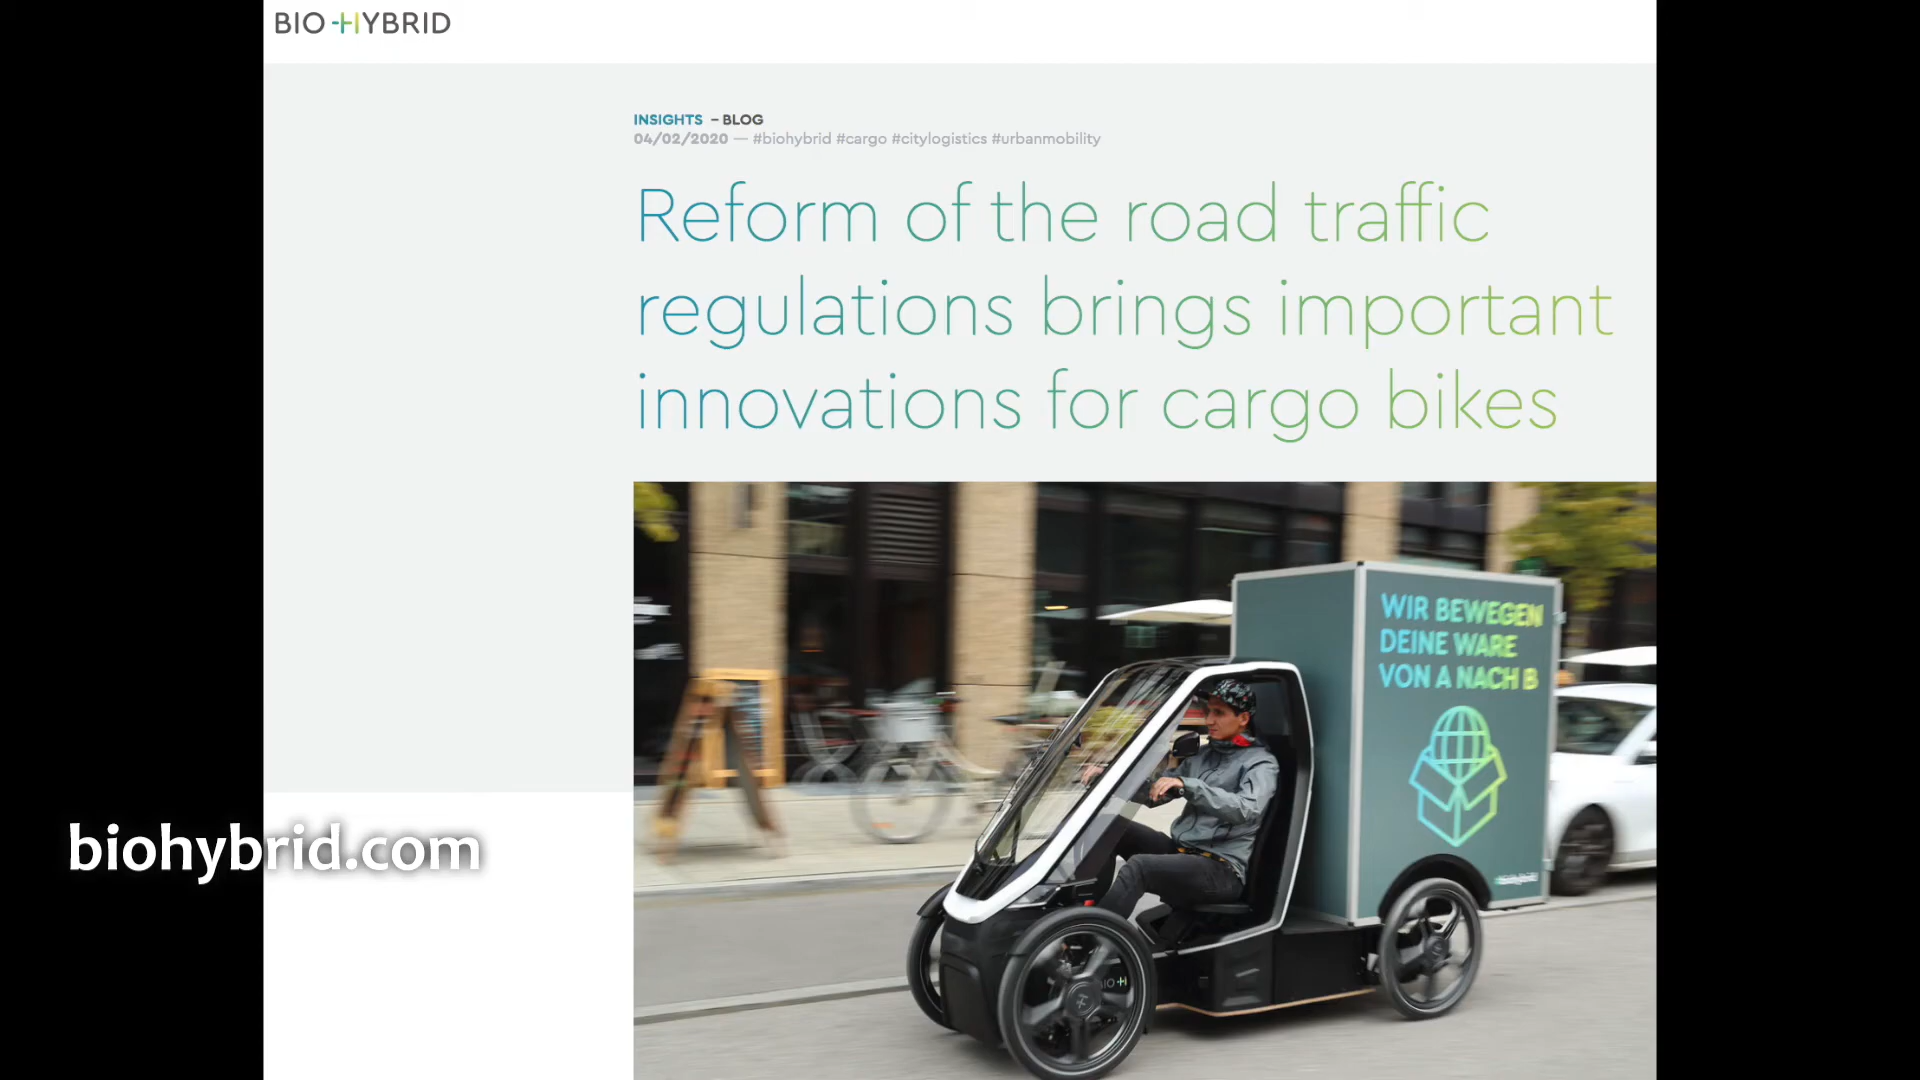 BIO-HYBRID
INSIGHTS – BLOG
04/02/2020 — #biohybrid #cargo #citylogistics #urbanmobility
Reform of the road traffic
regulations brings important
innovations for cargo bikes
WIR BEWEGEN
DEINE WARE
VON A NACH B
biohybrid.com